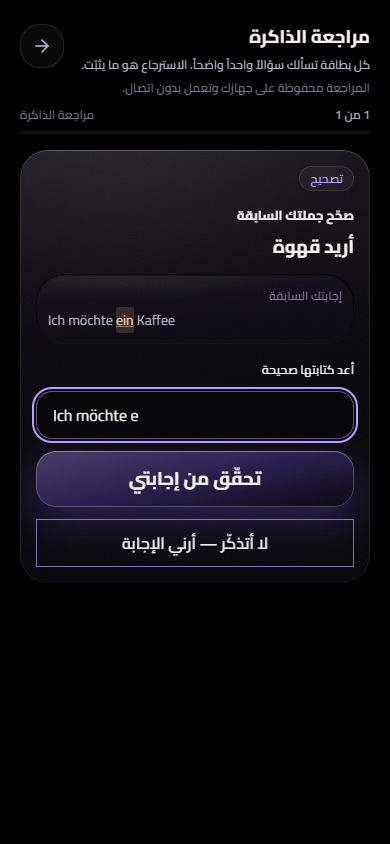 مراجعة الذاكرة
كل بطاقة تسألك سؤالاً واحداً واضحاً. الاسترجاع هو ما يثبّت.
المراجعة محفوظة على جهازك وتعمل بدون اتصال.
1 من 1
مراجعة الذاكرة
تصحيح
صحّح جملتك السابقة
أريد قهوة
إجابتك السابقة
Ich möchte ein Kaffee
أعد كتابتها صحيحة
Ich möchte e
تحقّق من إجابتي
لا أتذكّر — أرني الإجابة